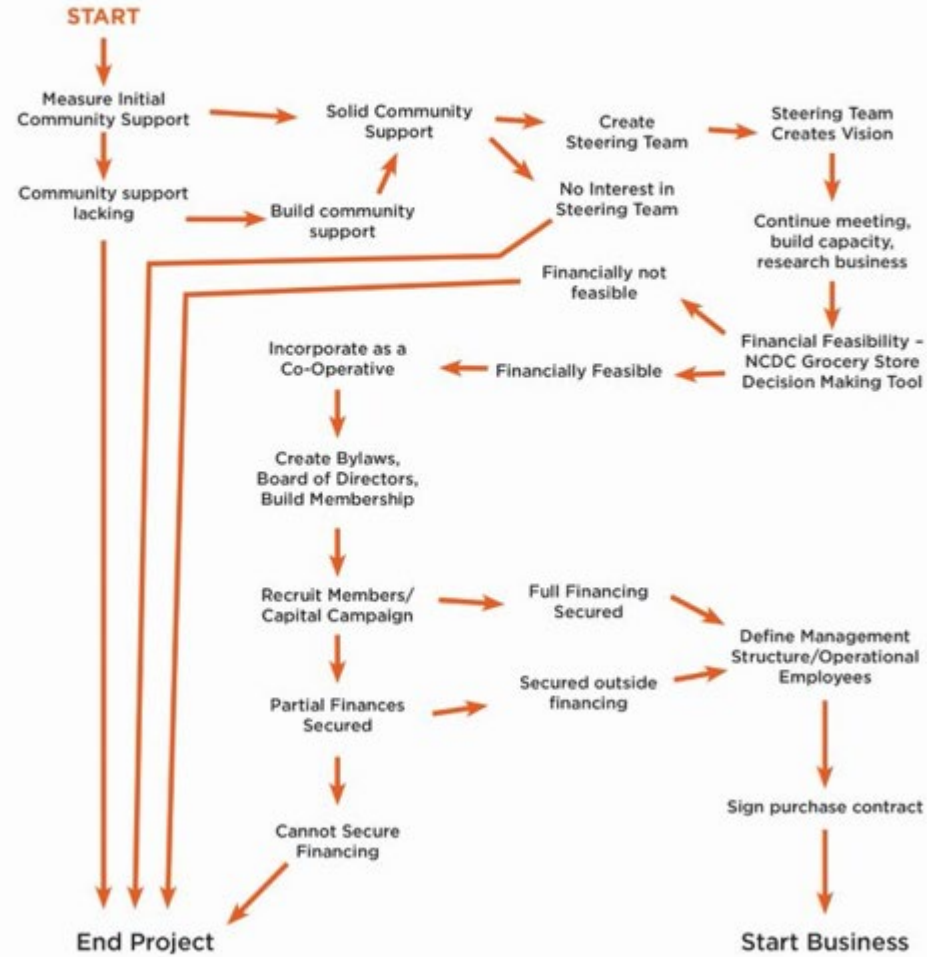 START
Measure Initial
Community Support
Solid Community
Support
Create
Steering Team
Steering Team
Creates Vision
Community support
lacking
Build community
support
No Interest in
Steering Team
Continue meeting,
build capacity,
research business
Financially not
feasible
Financial Feasibility –
NCDC Grocery Store
Decision Making Tool
Financially Feasible
Incorporate as a
Co-Operative
Create Bylaws,
Board of Directors,
Build Membership
Recruit Members/
Capital Campaign
Full Financing
Secured
Define Management
Structure/Operational
Employees
Partial Finances
Secured
Secured outside
financing
Sign purchase contract
Cannot Secure
Financing
End Project
Start Business